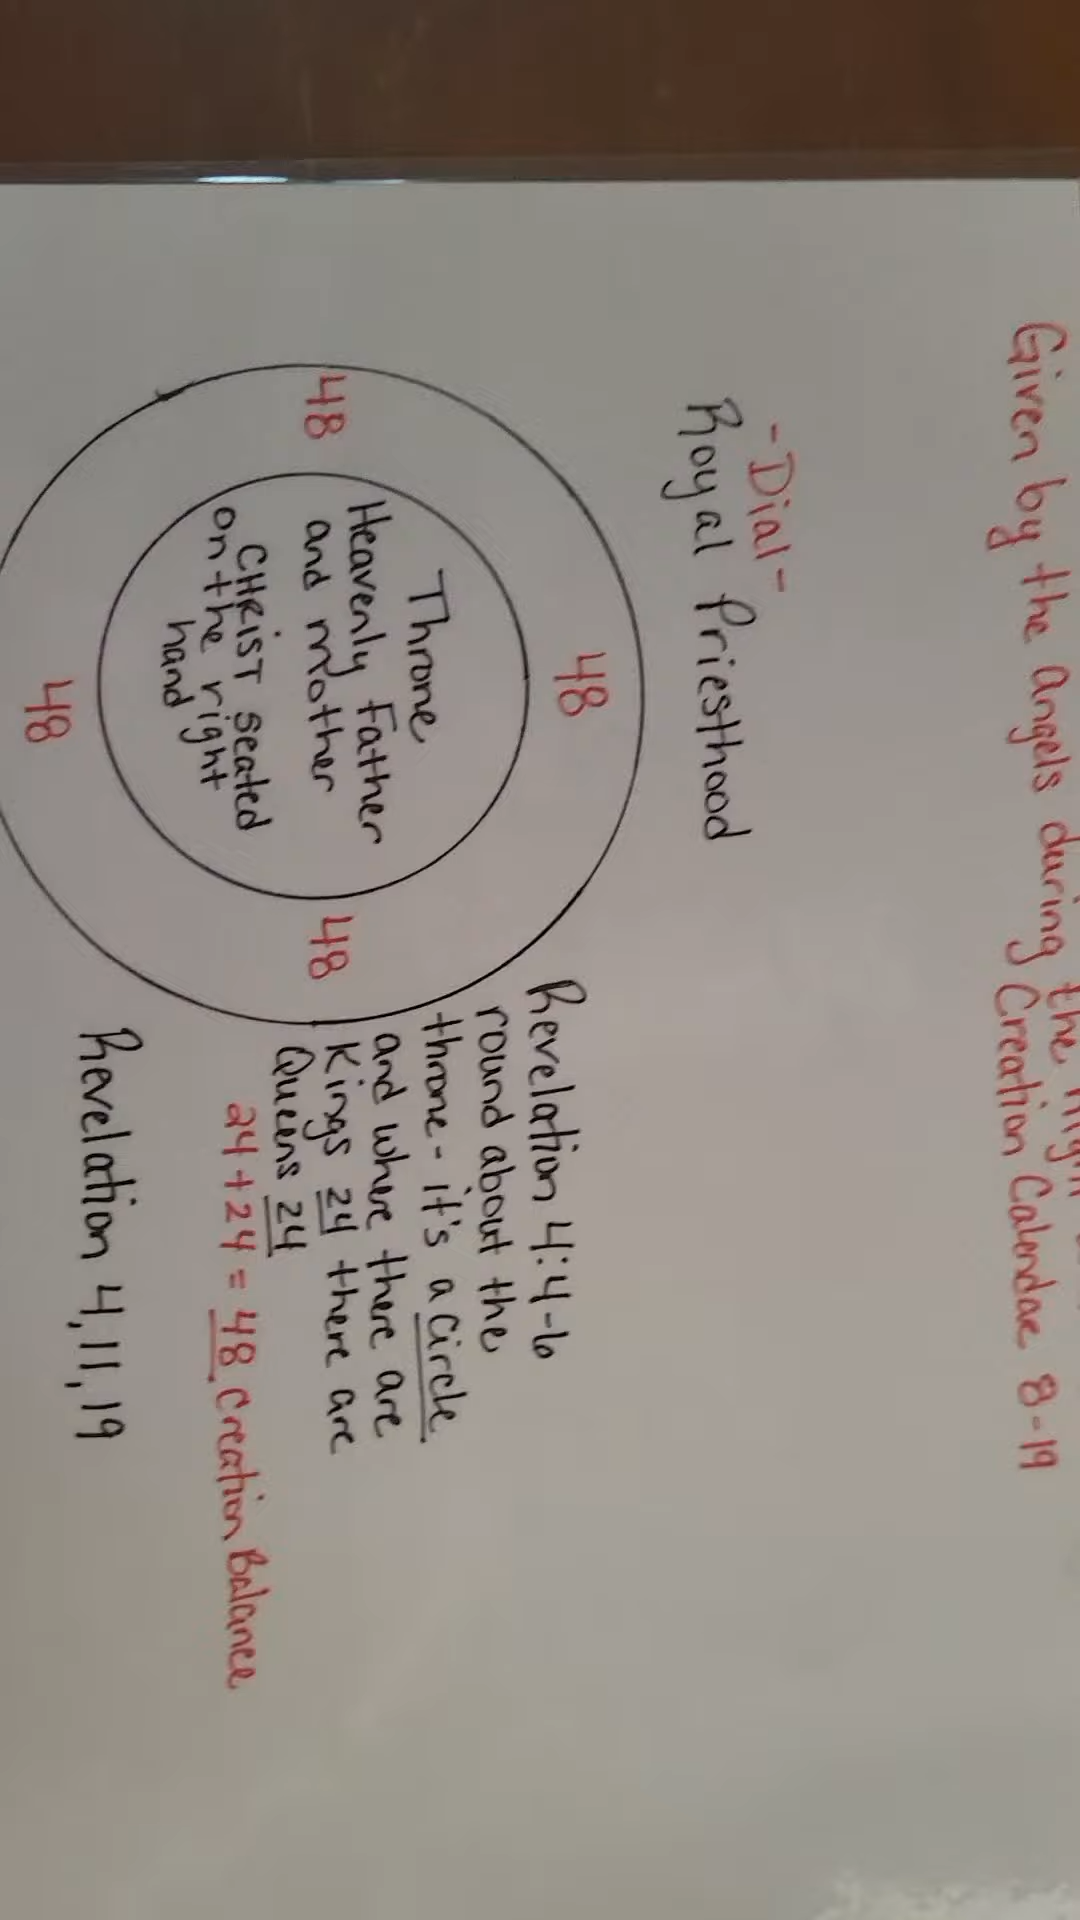 Given by the angels during the
Creation Calendar 8-19
-Dial-
Royal Priesthood
48
48
48
48
Throne
Heavenly Father
and mother
CHRIST seated
on the right
hand
Revelation 4:4-6
round about the
throne - it's a circle
and where there are
Kings 24 there are
Queens 24
24 + 24 = 48 Creation Balance
Revelation 4, 11, 19